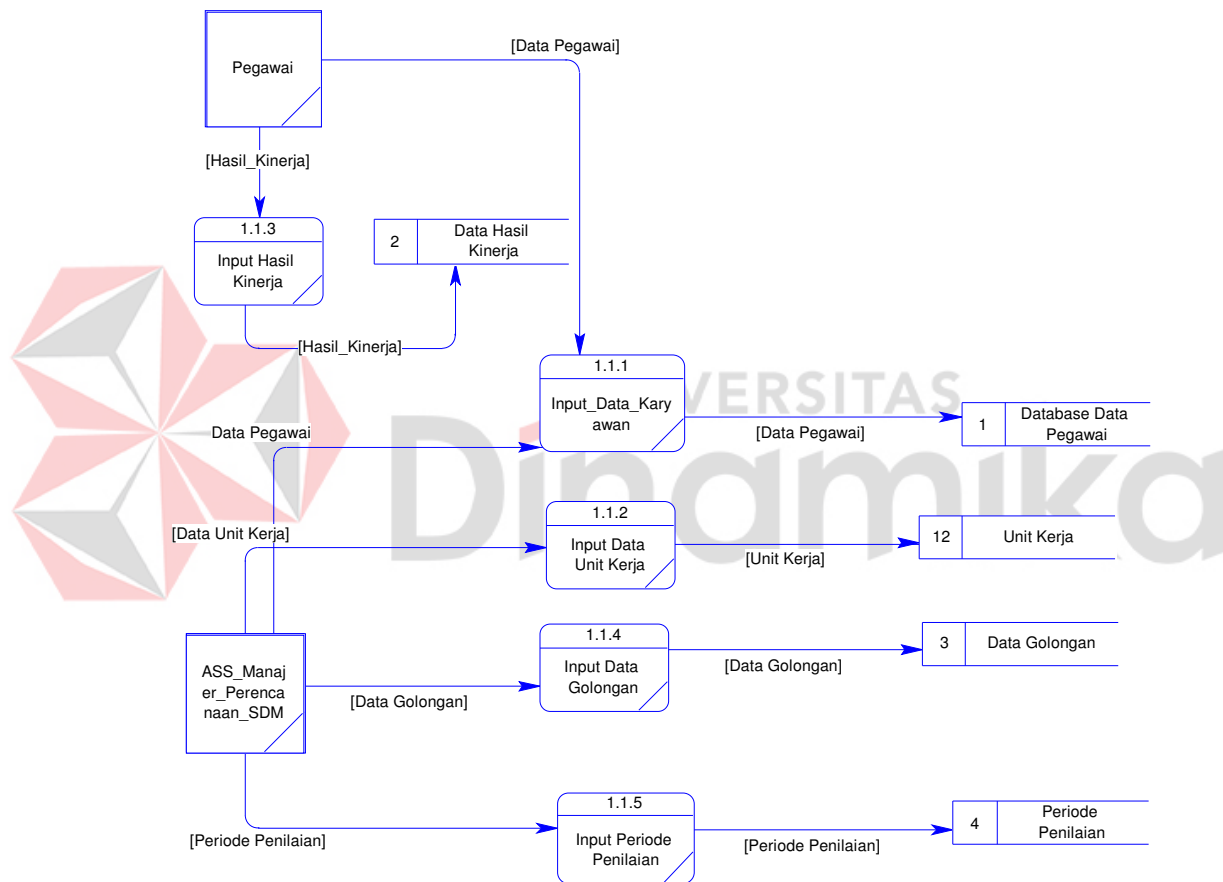 [Data Pegawai]
Pegawai
[Hasil_Kinerja]
1.1.3
Input Hasil
Kinerja
2
Data Hasil
Kinerja
[Hasil_Kinerja]
1.1.1
Input_Data_Kary
awan
VERSITAS
Dinamika
Data Pegawai
[Data Pegawai]
1
Database Data
Pegawai
[Data Unit Kerja]
1.1.2
Input Data
Unit Kerja
[Unit Kerja]
12
Unit Kerja
ASS_Manaj
er_Perenca
naan_SDM
[Data Golongan]
1.1.4
Input Data
Golongan
[Data Golongan]
3
Data Golongan
[Periode Penilaian]
1.1.5
Input Periode
Penilaian
[Periode Penilaian]
4
Periode
Penilaian